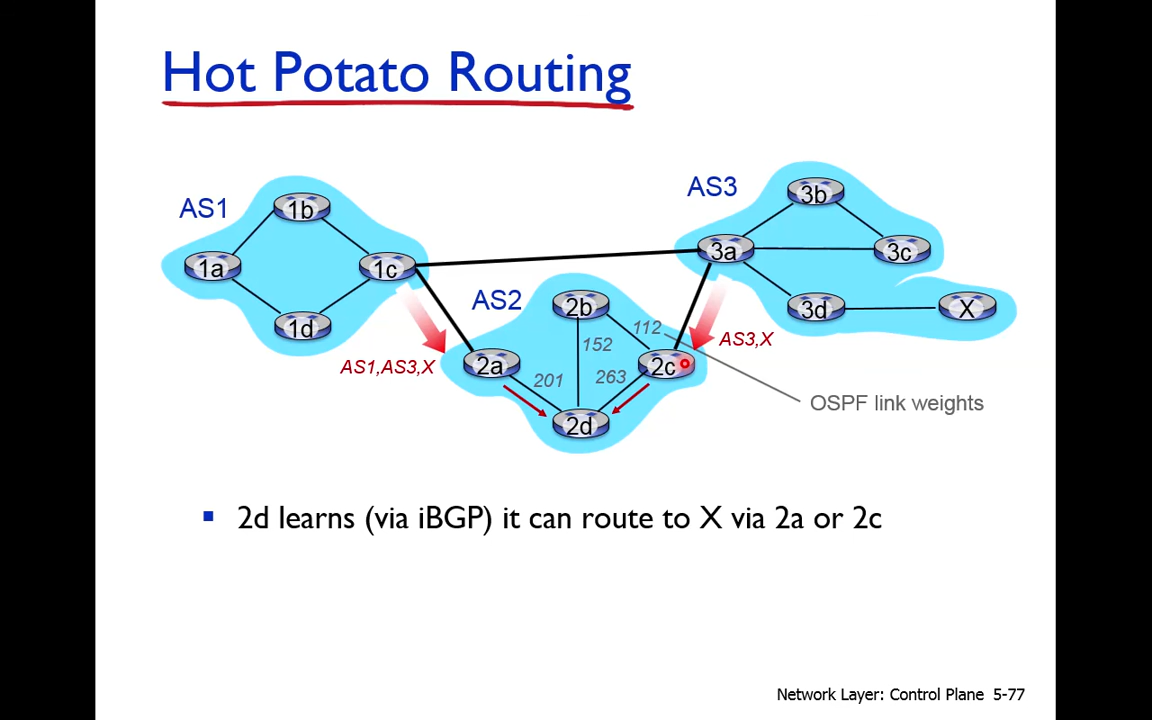 Hot Potato Routing
AS1
1b
1a
1c
1d
AS3
3b
3a
3c
3d
X
AS2
2b
2a
2c
2d
112
152
201
263
AS1,AS3,X
AS3,X
OSPF link weights
▪ 2d learns (via iBGP) it can route to X via 2a or 2c
Network Layer: Control Plane 5-77